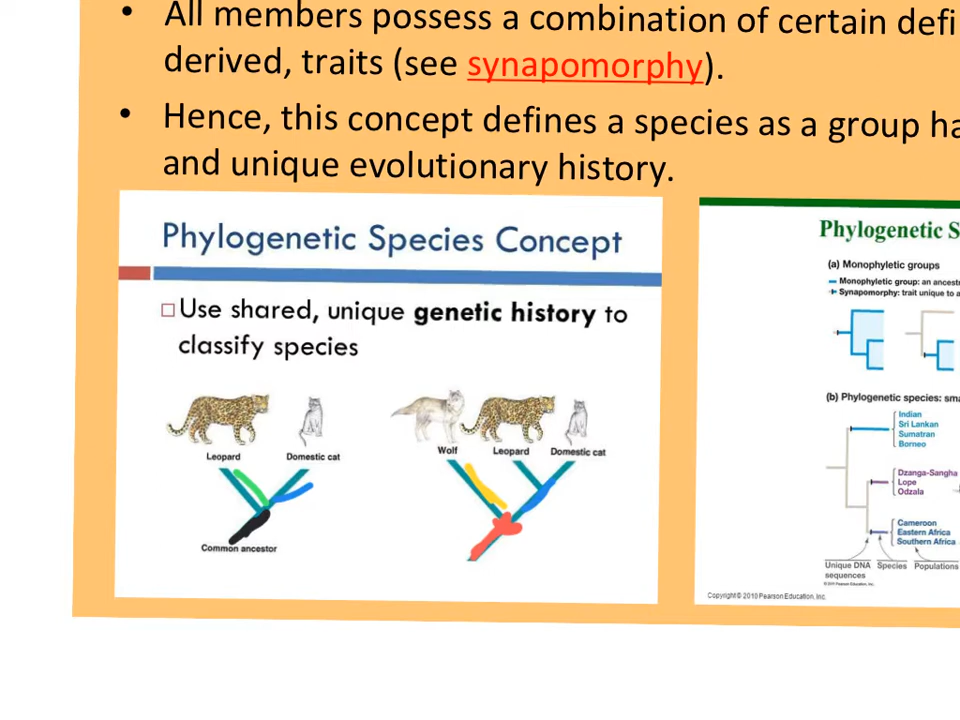 All members possess a combination of certain
derived, traits (see synapomorphy).
Hence, this concept defines a species as a group
and unique evolutionary history.
Phylogenetic Species Concept
Use shared, unique genetic history to
classify species
Leopard
Domestic cat
Common ancestor
Wolf
Leopard
Domestic cat
Phylogenetic
(a) Monophyletic groups
Monophyletic group: an
Synapomorphy: trait unique to
(b) Phylogenetic species:
Indian
Sri Lankan
Sumatran
Borneo
Dzanga-Sangha
Lope
Odzala
Cameroon
Eastern Africa
Southern Africa
Unique DNA
sequences
Species
Populations
© 2010 Pearson Education, Inc.
Copyright © 2010 Pearson Education, Inc.